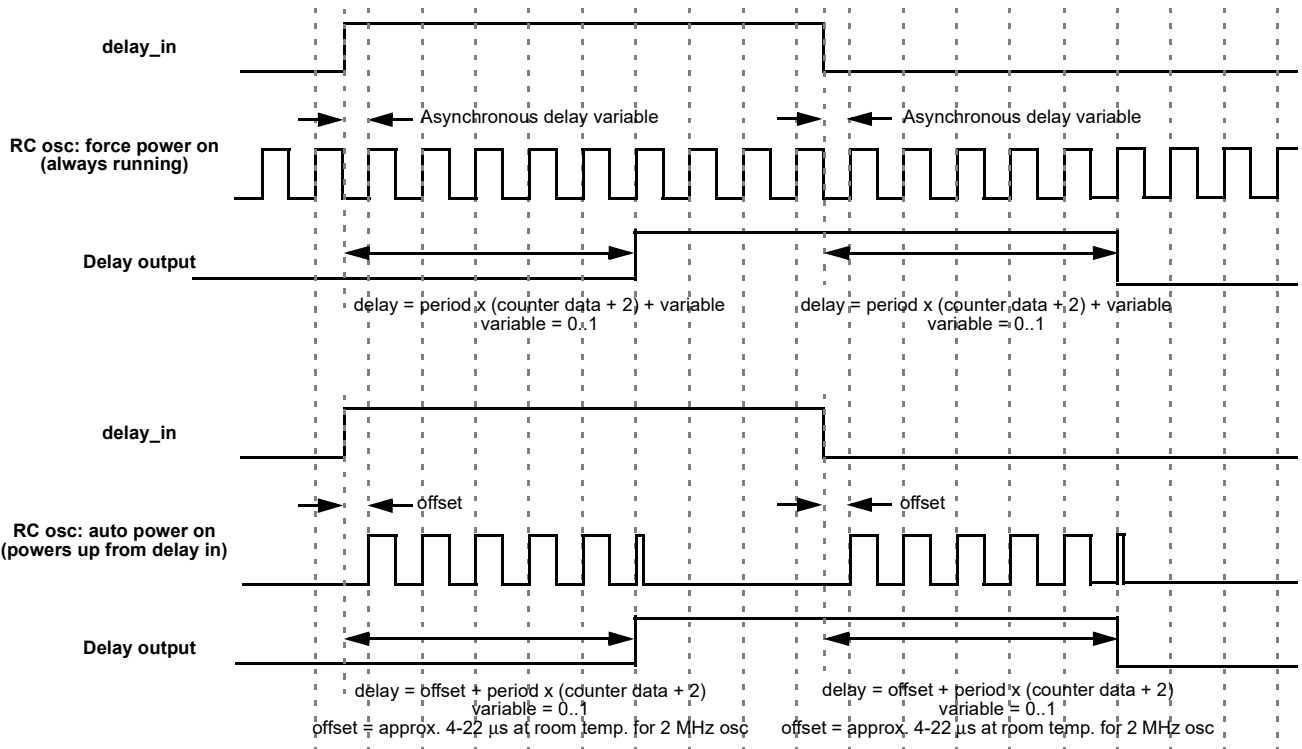 delay_in
Asynchronous delay variable
Asynchronous delay variable
RC osc: force power on
(always running)
Delay output
delay = period x (counter data + 2) + variable
variable = 0..1
delay = period x (counter data + 2) + variable
variable = 0..1
delay_in
offset
offset
RC osc: auto power on
(powers up from delay in)
Delay output
delay = offset + period x (counter data + 2)
variable = 0..1
offset = approx. 4-22 μs at room temp. for 2 MHz osc
delay = offset + period x (counter data + 2)
variable = 0..1
offset = approx. 4-22 μs at room temp. for 2 MHz osc